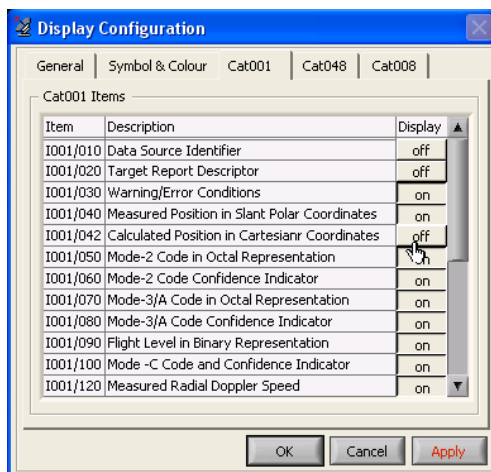 Display Configuration
General Symbol & Colour Cat001 Cat048 Cat008
Cat001 Items
Item Description Display
I001/010 Data Source Identifier off
I001/020 Target Report Descriptor off
I001/030 Warning/Error Conditions on
I001/040 Measured Position in Slant Polar Coordinates on
I001/042 Calculated Position in Cartesianr Coordinates off
I001/050 Mode-2 Code in Octal Representation
I001/060 Mode-2 Code Confidence Indicator on
I001/070 Mode-3/A Code in Octal Representation on
I001/080 Mode-3/A Code Confidence Indicator on
I001/090 Flight Level in Binary Representation on
I001/100 Mode -C Code and Confidence Indicator on
I001/120 Measured Radial Doppler Speed on
OK Cancel Apply